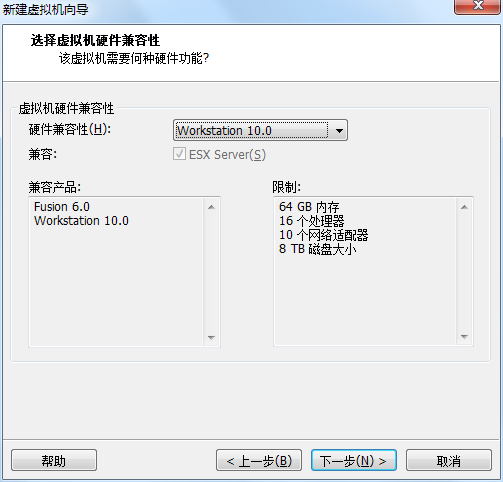 新建虚拟机向导
选择虚拟机硬件兼容性
该虚拟机需要何种硬件功能?
虚拟机硬件兼容性
硬件兼容性(H):
Workstation 10.0
兼容:
ESX Server(S)
兼容产品:
Fusion 6.0
Workstation 10.0
限制:
64 GB 内存
16 个处理器
10 个网络适配器
8 TB 磁盘大小
帮助
< 上一步(B)
下一步(N) >
取消